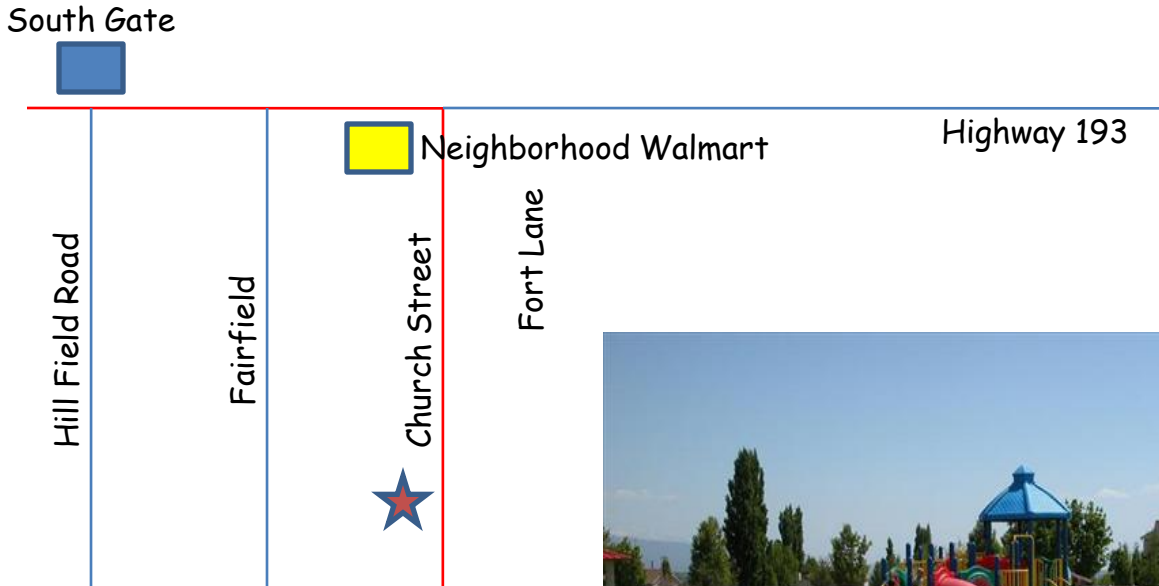 South Gate
Highway 193
Neighborhood Walmart
Hill Field Road
Fairfield
Church Street
Fort Lane